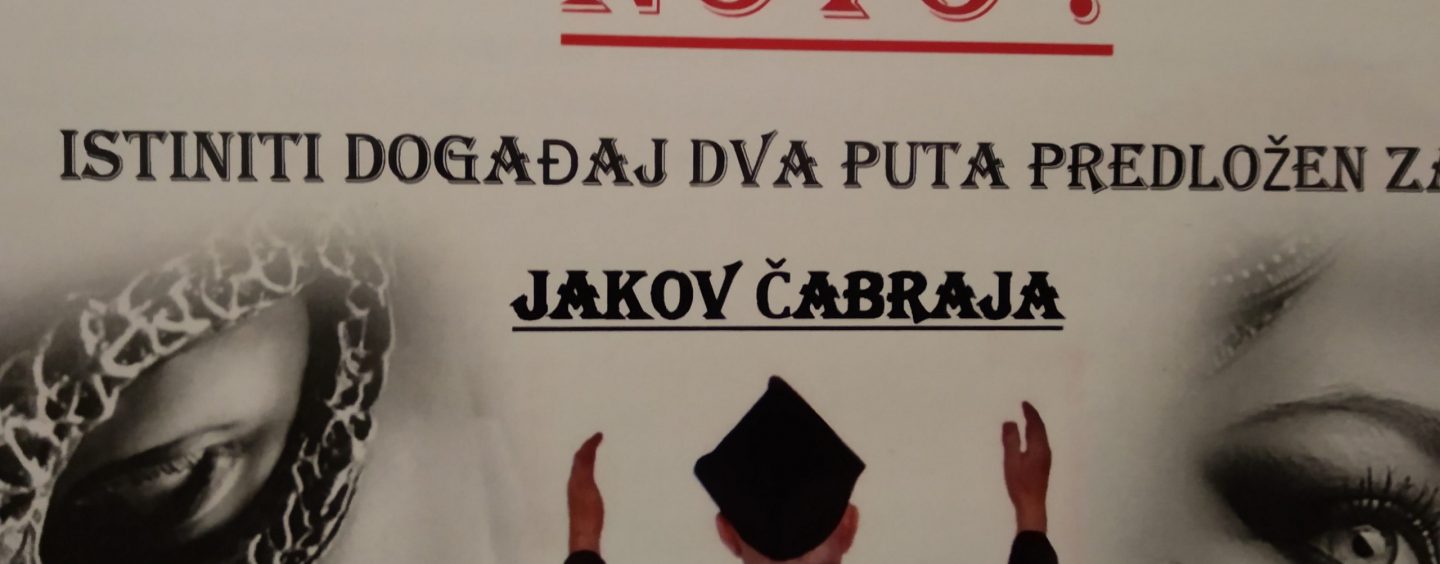 ISTINITI DOGAĐAJ DVA PUTA PREDLOŽEN ZA
JAKOV ČABRAJA